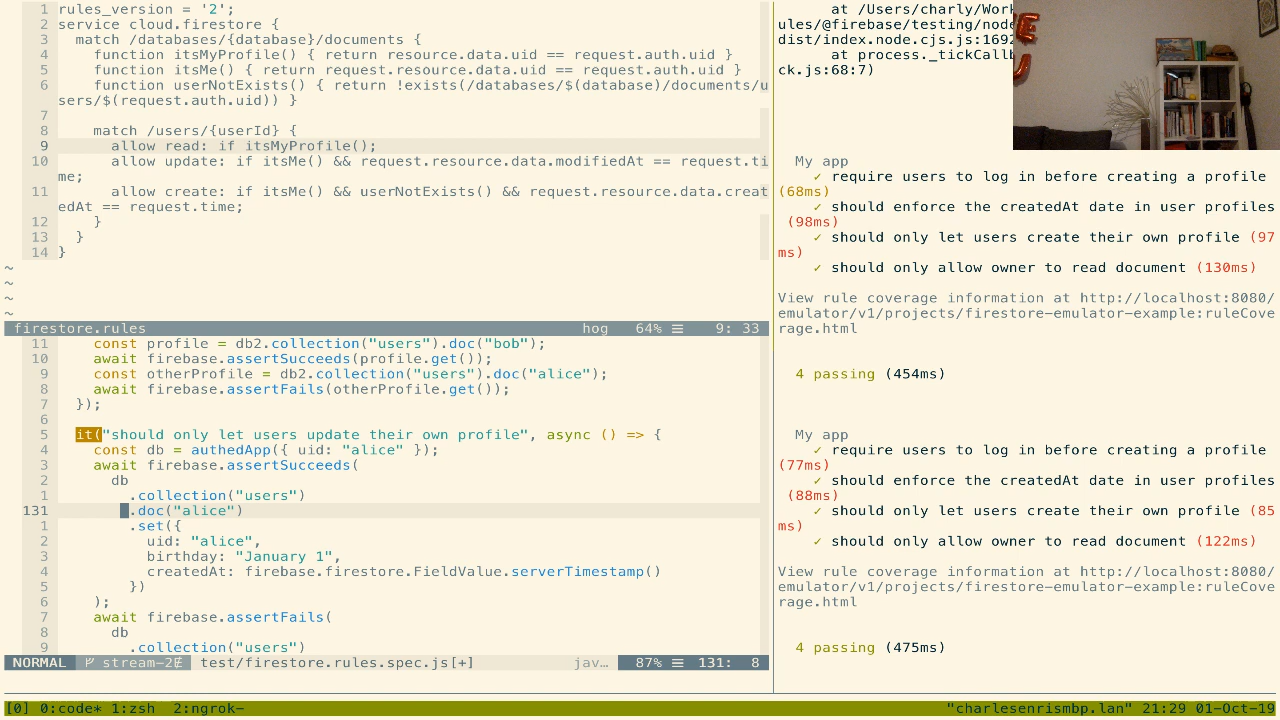 1 rules_version = '2';
2 service cloud.firestore {
3   match /databases/{database}/documents {
4     function itsMyProfile() { return resource.data.uid == request.auth.uid }
5     function itsMe() { return request.resource.data.uid == request.auth.uid }
6     function userNotExists() { return !exists(/databases/$(database)/documents/u
sers/$(request.auth.uid)) }
7
8     match /users/{userId} {
9       allow read: if itsMyProfile();
10       allow update: if itsMe() && request.resource.data.modifiedAt == request.ti
me;
11       allow create: if itsMe() && userNotExists() && request.resource.data.creat
edAt == request.time;
12     }
13   }
14 }
~
~
~
~
firestore.rules hog 64% ☰ 9: 33
11     const profile = db2.collection("users").doc("bob");
10     await firebase.assertSucceeds(profile.get());
9     const otherProfile = db2.collection("users").doc("alice");
8     await firebase.assertFails(otherProfile.get());
7   });
6
5   it("should only let users update their own profile", async () => {
4     const db = authedApp({ uid: "alice" });
3     await firebase.assertSucceeds(
2       db
1         .collection("users")
131         .doc("alice")
1         .set({
2           uid: "alice",
3           birthday: "January 1",
4           createdAt: firebase.firestore.FieldValue.serverTimestamp()
5         })
6     );
7     await firebase.assertFails(
8       db
9         .collection("users")
NORMAL stream-2 test/firestore.rules.spec.js[+] jav… 87% ☰ 131: 8
at /Users/charly/Work
ules/@firebase/testing/node
dist/index.node.cjs.js:1692
at process._tickCallb
ck.js:68:7)
My app
✓ require users to log in before creating a profile
(68ms)
✓ should enforce the createdAt date in user profiles
(98ms)
✓ should only let users create their own profile (97
ms)
✓ should only allow owner to read document (130ms)
View rule coverage information at http://localhost:8080/
emulator/v1/projects/firestore-emulator-example:ruleCove
rage.html
4 passing (454ms)
My app
✓ require users to log in before creating a profile
(77ms)
✓ should enforce the createdAt date in user profiles
(88ms)
✓ should only let users create their own profile (85
ms)
✓ should only allow owner to read document (122ms)
View rule coverage information at http://localhost:8080/
emulator/v1/projects/firestore-emulator-example:ruleCove
rage.html
4 passing (475ms)
[0] 0:code* 1:zsh  2:ngrok- "charlesenrismbp.lan" 21:29 01-Oct-19